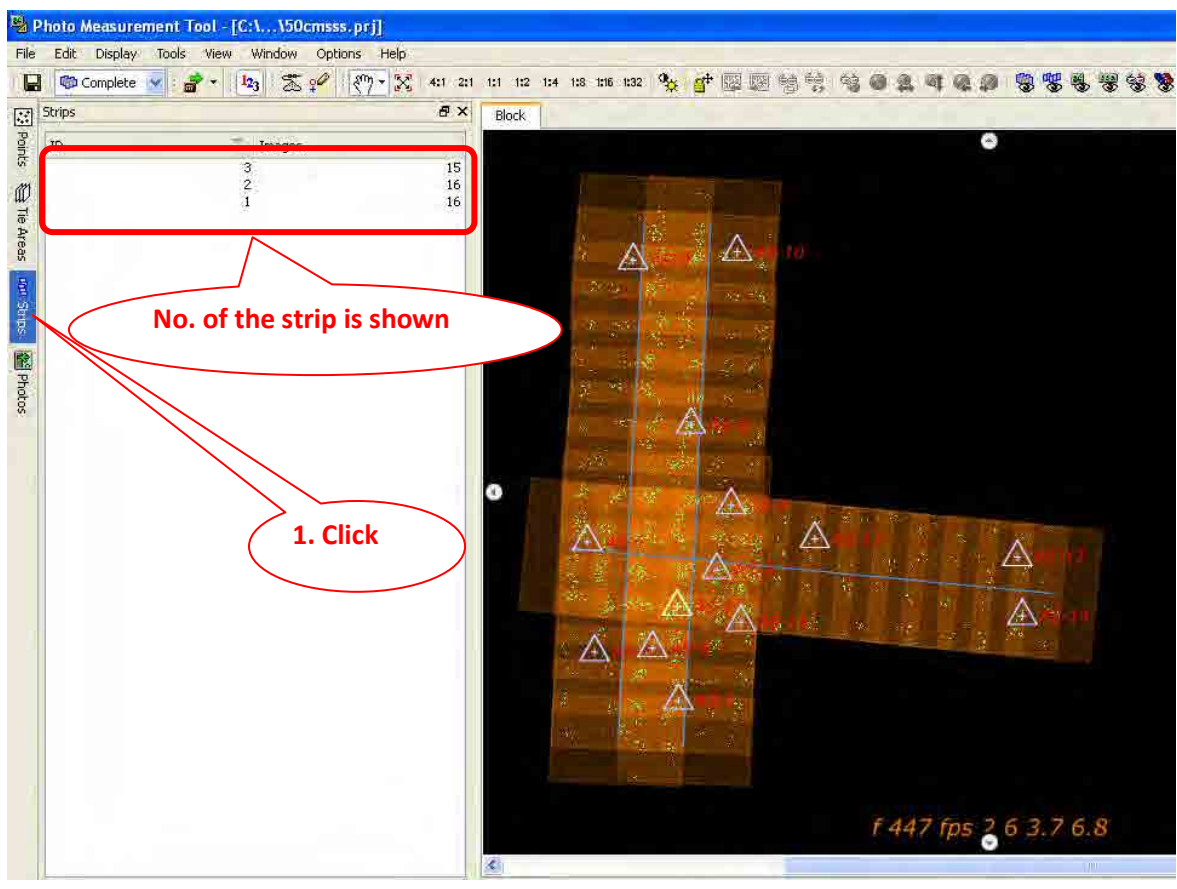 Photo Measurement Tool - [C:\...\50cmsss.prj]
File Edit Display Tools View Window Options Help
Complete 123 4:1 2:1 1:1 1:2 1:4 1:8 1:16 1:32
Strips
Block
ID Images
3 15
2 16
1 16
Points
Tie Areas
Strips
Photos
No. of the strip is shown
1. Click
f 447 fps 2 6 3.7 6.8